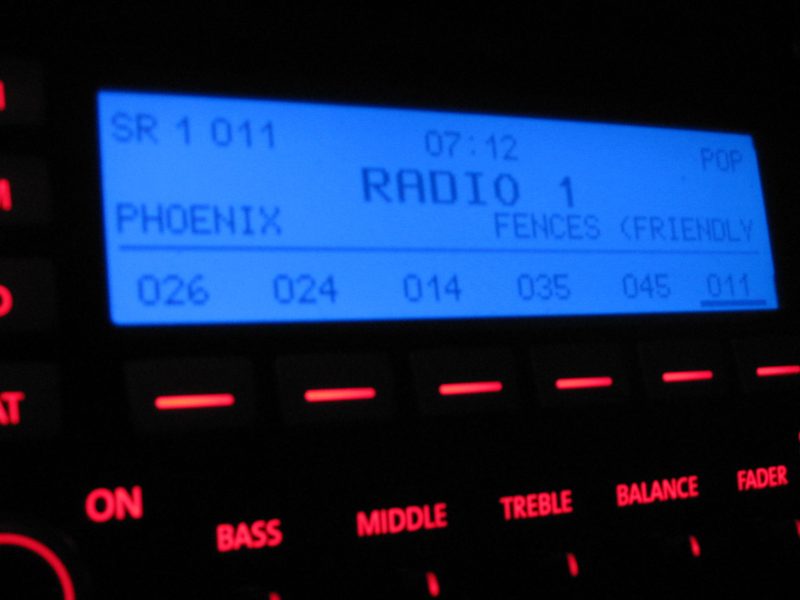 SR 1 011 07:12 POP
RADIO 1
PHOENIX FENCES (FRIENDLY
026 024 014 035 045 011
ON BASS MIDDLE TREBLE BALANCE FADER